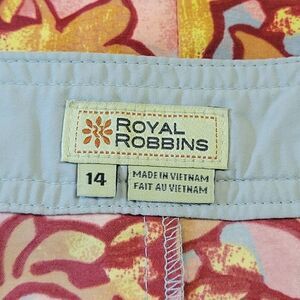 ROYAL
ROBBINS
14
MADE IN VIETNAM
FAIT AU VIETNAM